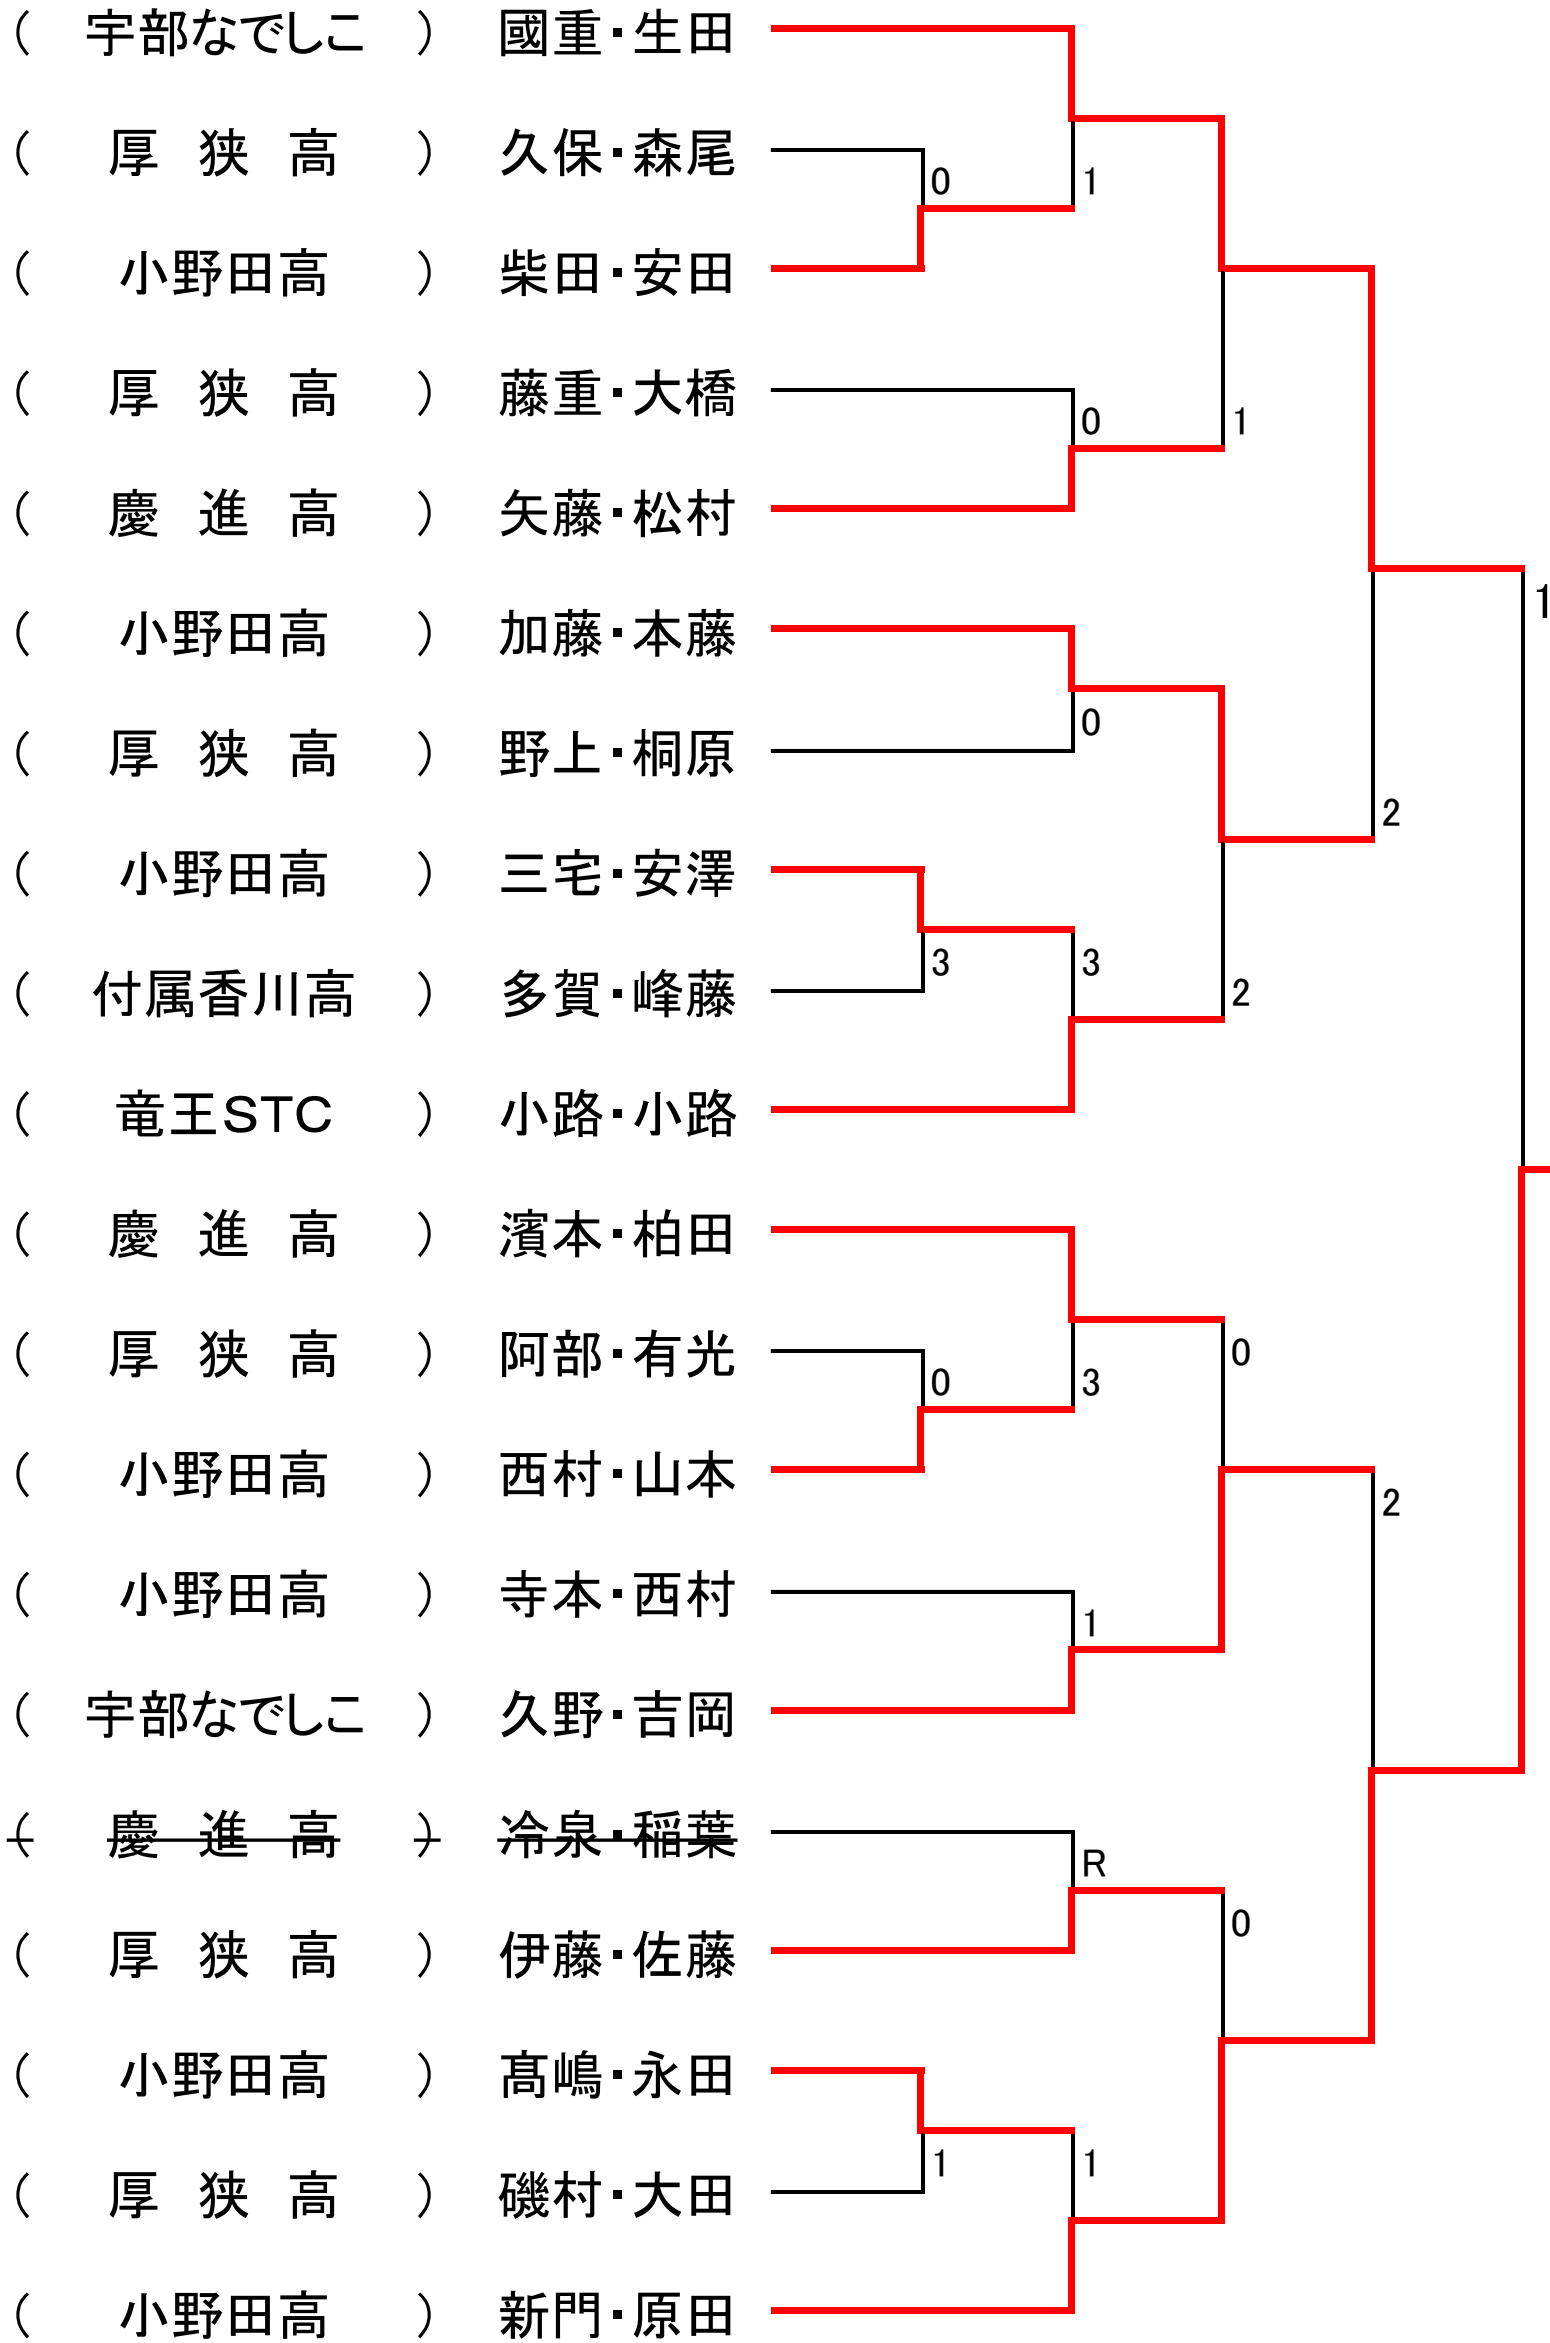 ( 宇部なでしこ ) 國重・生田
( 厚 狭 高 ) 久保・森尾
0 1
( 小野田高 ) 柴田・安田
( 厚 狭 高 ) 藤重・大橋
0 1
( 慶 進 高 ) 矢藤・松村
1
( 小野田高 ) 加藤・本藤
0
( 厚 狭 高 ) 野上・桐原
2
( 小野田高 ) 三宅・安澤
3 3
( 付属香川高 ) 多賀・峰藤
2
( 竜王STC ) 小路・小路
( 慶 進 高 ) 濱本・柏田
( 厚 狭 高 ) 阿部・有光
0
0 3
( 小野田高 ) 西村・山本
2
( 小野田高 ) 寺本・西村
1
( 宇部なでしこ ) 久野・吉岡
( 慶 進 高 ) 冷泉・稲葉
R
0
( 厚 狭 高 ) 伊藤・佐藤
( 小野田高 ) 髙嶋・永田
1 1
( 厚 狭 高 ) 磯村・大田
( 小野田高 ) 新門・原田